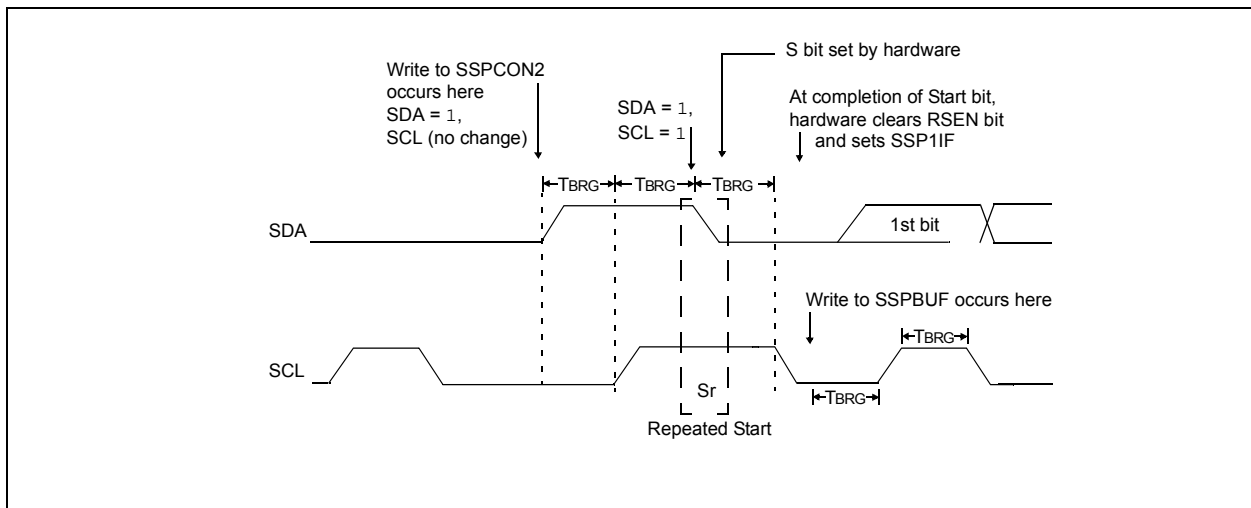 S bit set by hardware
Write to SSPCON2
occurs here
SDA = 1,
SCL (no change)
SDA = 1,
SCL = 1
At completion of Start bit,
hardware clears RSEN bit
and sets SSP1IF
TBRG TBRG TBRG
SDA
1st bit
Write to SSPBUF occurs here
TBRG
SCL
Sr
TBRG
Repeated Start